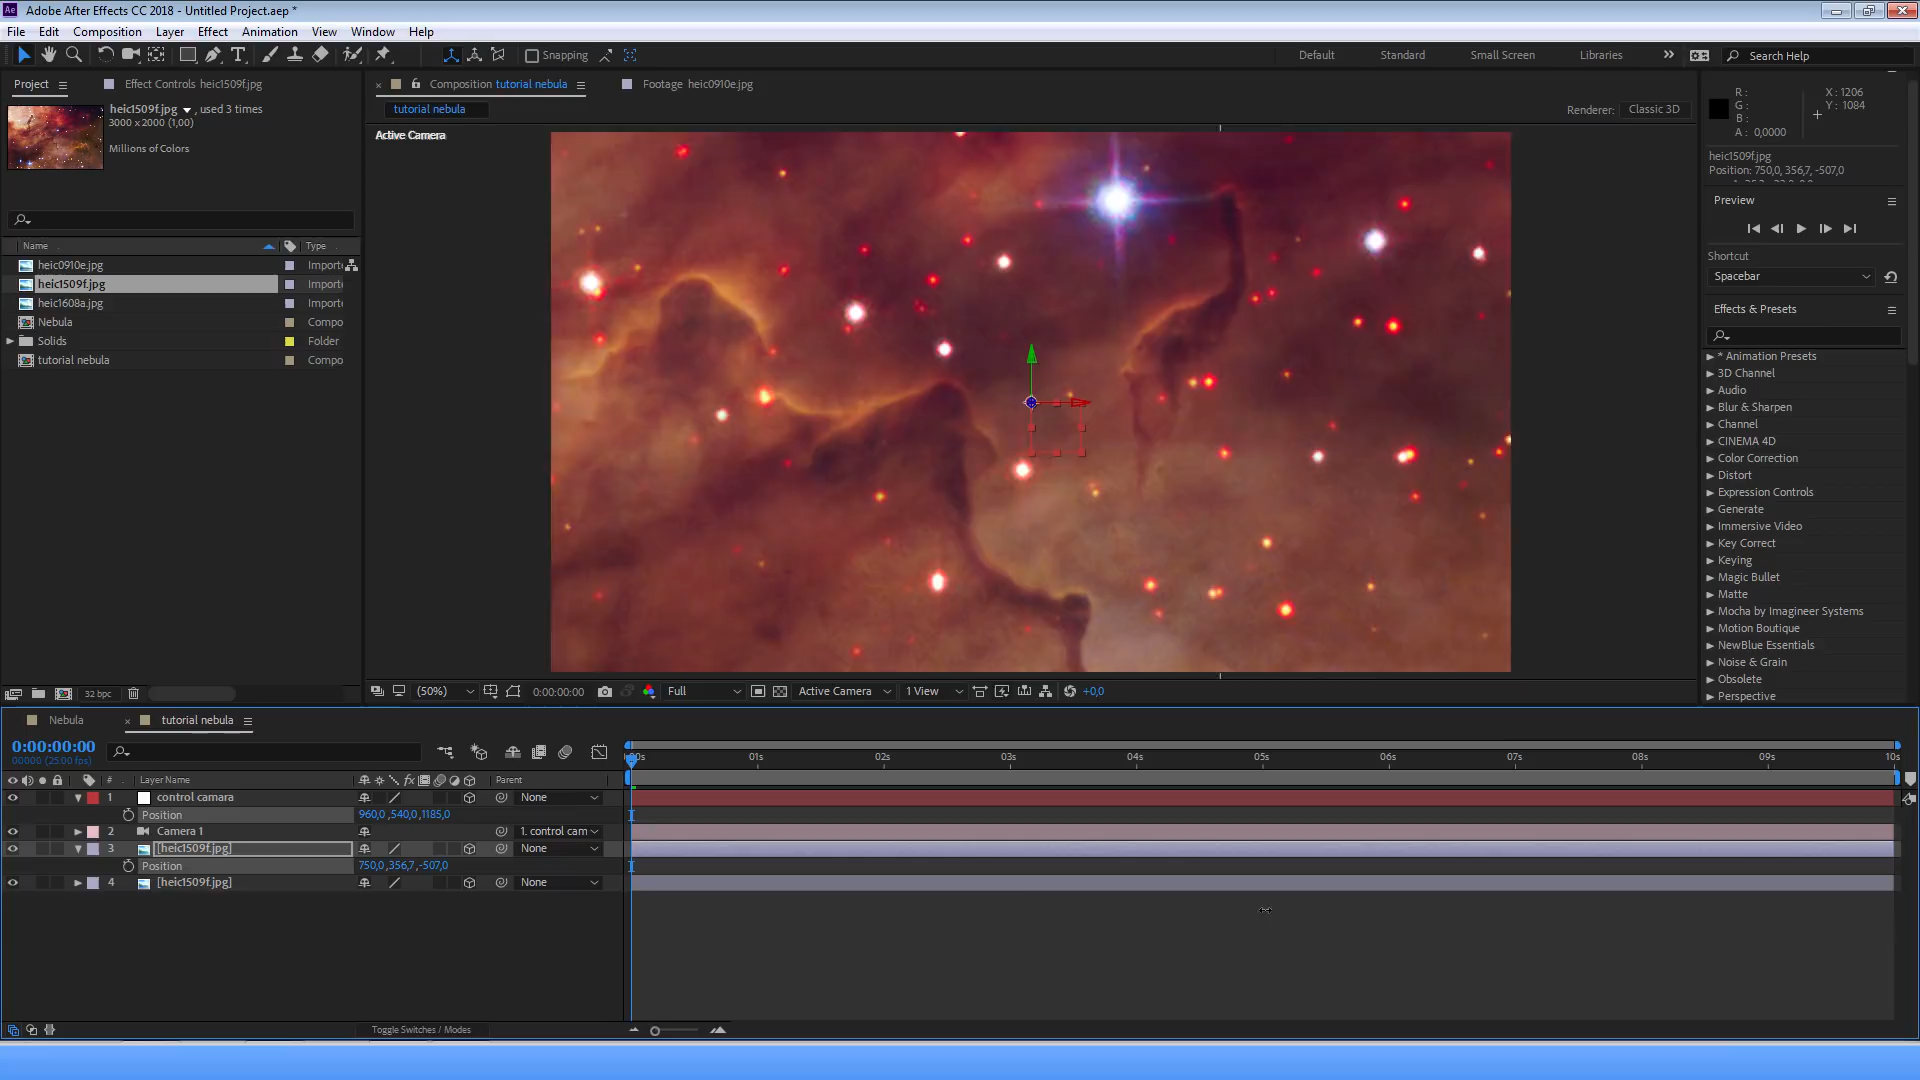 Adobe After Effects CC 2018 - Untitled Project.aep *
File Edit Composition Layer Effect Animation View Window Help
Snapping
Default Standard Small Screen Libraries Search Help
Project Effect Controls heic1509f.jpg
Composition tutorial nebula Footage heic0910e.jpg
heic1509f.jpg , used 3 times
3000 x 2000 (1,00)
Millions of Colors
tutorial nebula
Renderer: Classic 3D
Active Camera
Name Type
heic0910e.jpg Import
heic1509f.jpg Import
heic1608a.jpg Import
Nebula Compo
Solids Folder
tutorial nebula Compo
32 bpc
(50%) 0:00:00:00 Full Active Camera 1 View +0,0
R :
G :
B :
A : 0,0000
X : 1206
Y : 1084
heic1509f.jpg
Position: 750,0, 356,7, -507,0
Preview
Shortcut
Spacebar
Effects & Presets
* Animation Presets
3D Channel
Audio
Blur & Sharpen
Channel
CINEMA 4D
Color Correction
Distort
Expression Controls
Generate
Immersive Video
Key Correct
Keying
Magic Bullet
Matte
Mocha by Imagineer Systems
Motion Boutique
NewBlue Essentials
Noise & Grain
Obsolete
Perspective
Nebula tutorial nebula
0:00:00:00
00000 (25.00 fps)
00s 01s 02s 03s 04s 05s 06s 07s 08s 09s 10s
# Layer Name Parent
1 control camara None
Position 960,0 ,540,0 ,1185,0
2 Camera 1 1. control cam
3 [heic1509f.jpg] None
Position 750,0 ,356,7 ,-507,0
4 [heic1509f.jpg] None
Toggle Switches / Modes